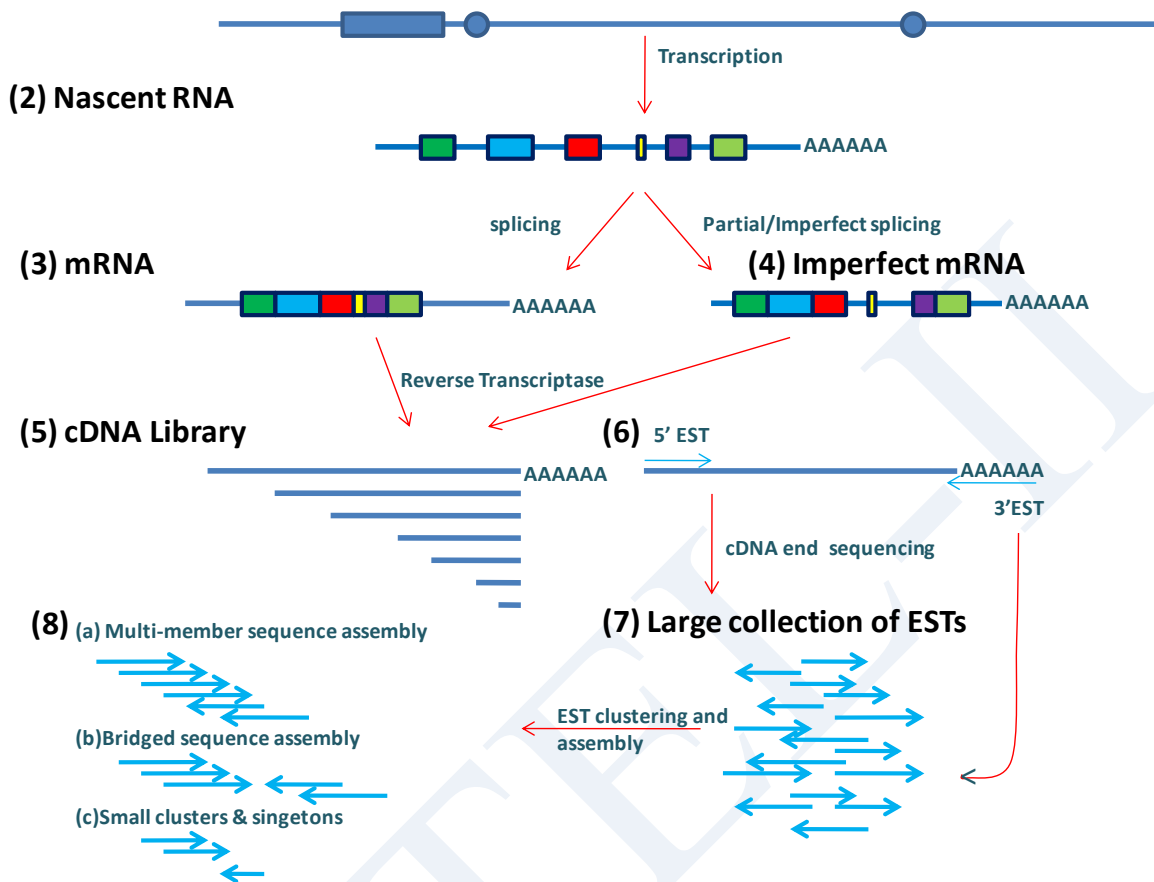 Transcription
(2) Nascent RNA
AAAAAA
splicing
Partial/Imperfect splicing
(3) mRNA
(4) Imperfect mRNA
AAAAAA
AAAAAA
Reverse Transcriptase
(5) cDNA Library
(6)
5’ EST
AAAAAA
AAAAAA
3’EST
cDNA end sequencing
(8)
(a) Multi-member sequence assembly
(7) Large collection of ESTs
EST clustering and
assembly
(b)Bridged sequence assembly
(c)Small clusters & singetons